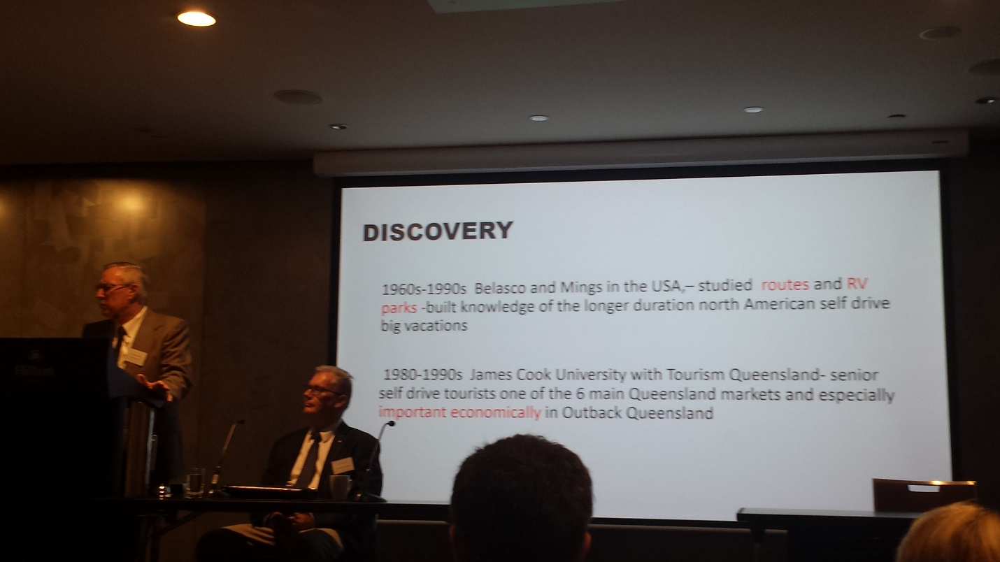 DISCOVERY
1960s-1990s Belasco and Mings in the USA,– studied routes and RV
parks -built knowledge of the longer duration north American self drive
big vacations
1980-1990s James Cook University with Tourism Queensland- senior
self drive tourists one of the 6 main Queensland markets and especially
important economically in Outback Queensland
Hilton